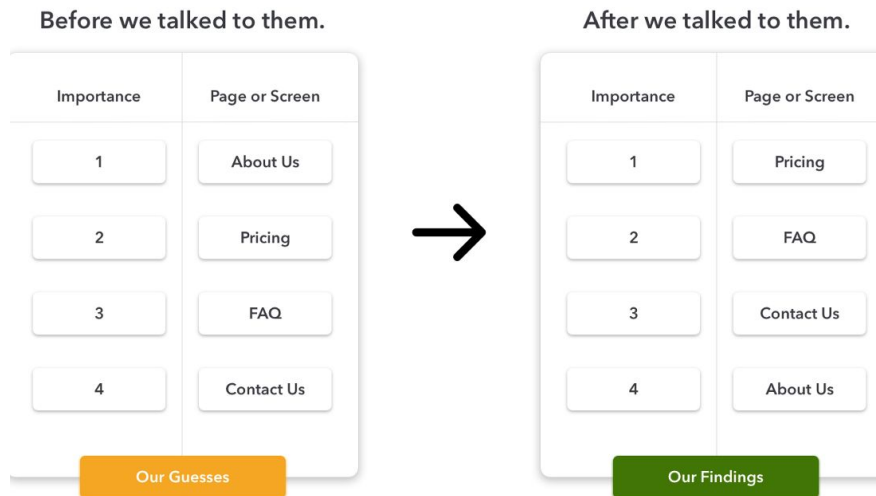 Before we talked to them.
Importance Page or Screen
1 About Us
2 Pricing
3 FAQ
4 Contact Us
Our Guesses
After we talked to them.
Importance Page or Screen
1 Pricing
2 FAQ
3 Contact Us
4 About Us
Our Findings